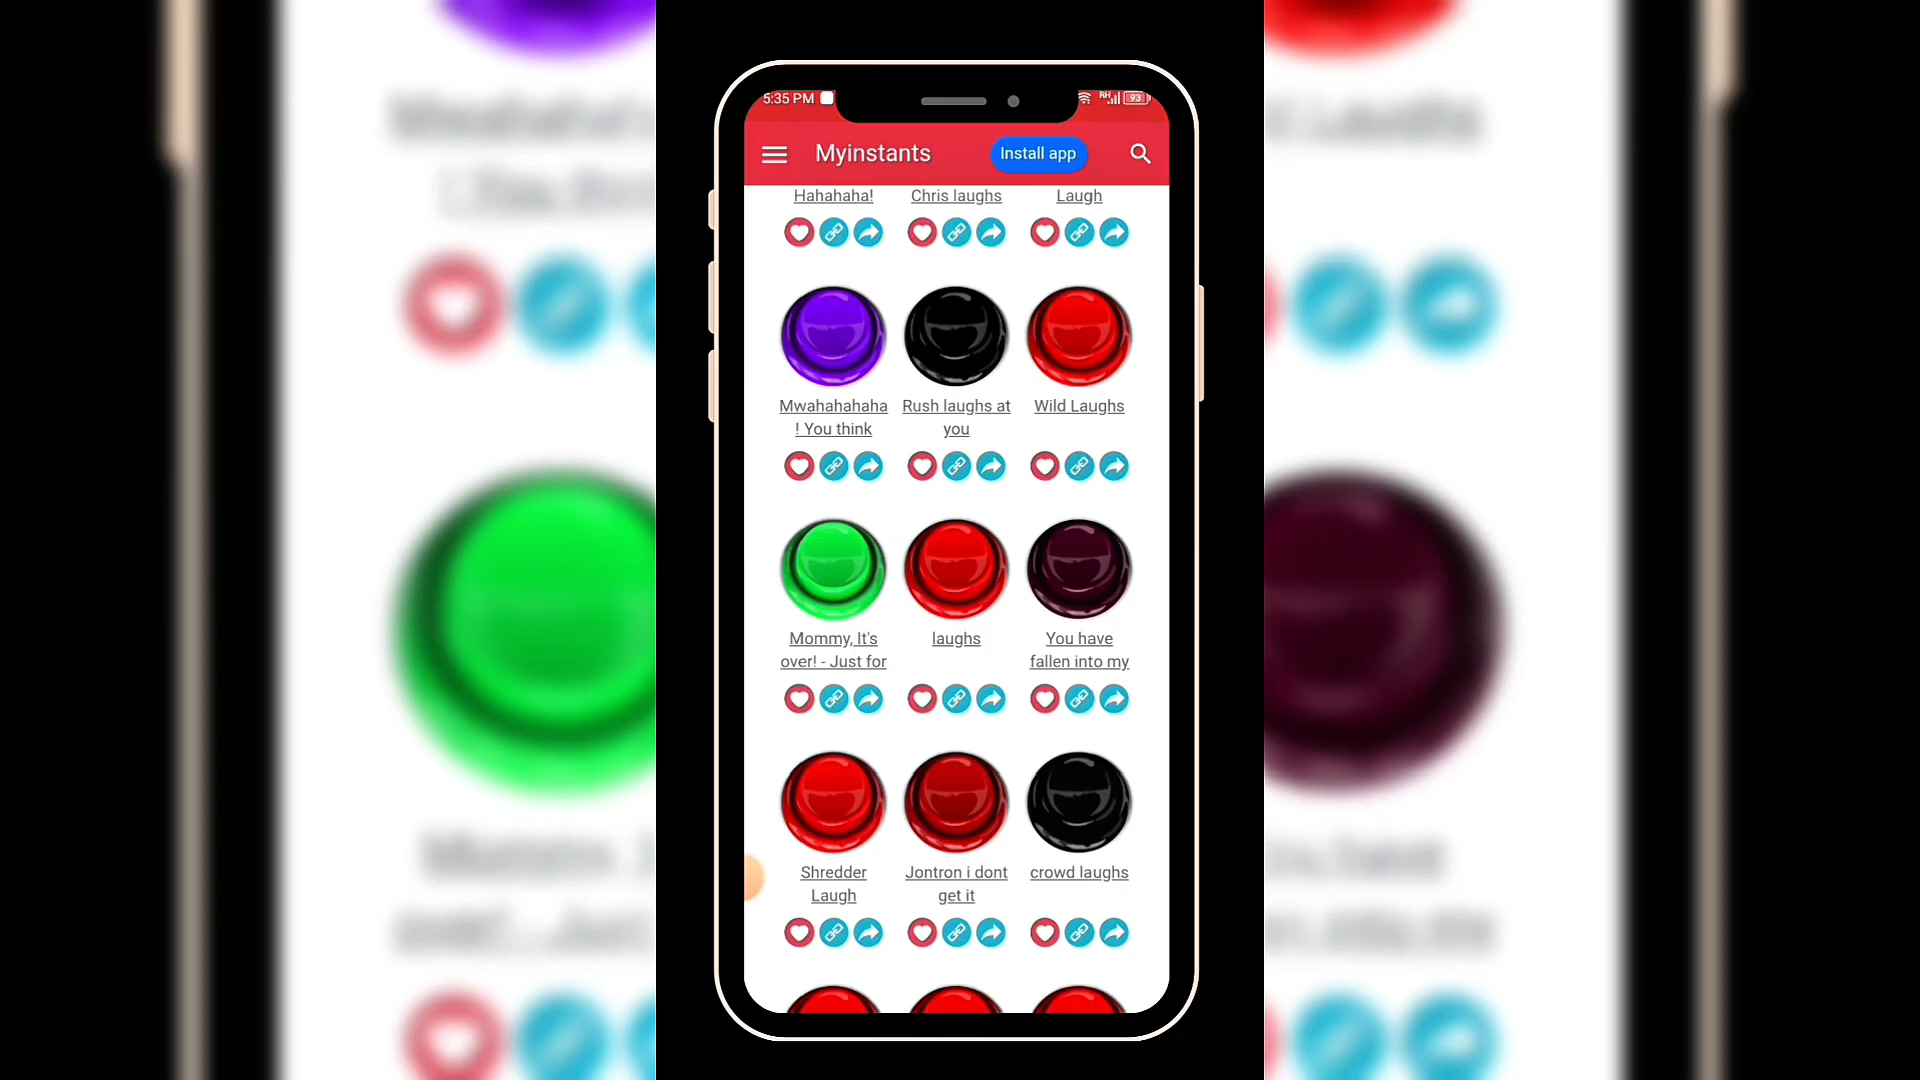 5:35 PM
RH
93
Myinstants
Install app
Hahahaha!
Chris laughs
Laugh
Mwahahahaha
! You think
Rush laughs at
you
Wild Laughs
Mommy, It's
over! - Just for
laughs
You have
fallen into my
Shredder
Laugh
Jontron i dont
get it
crowd laughs